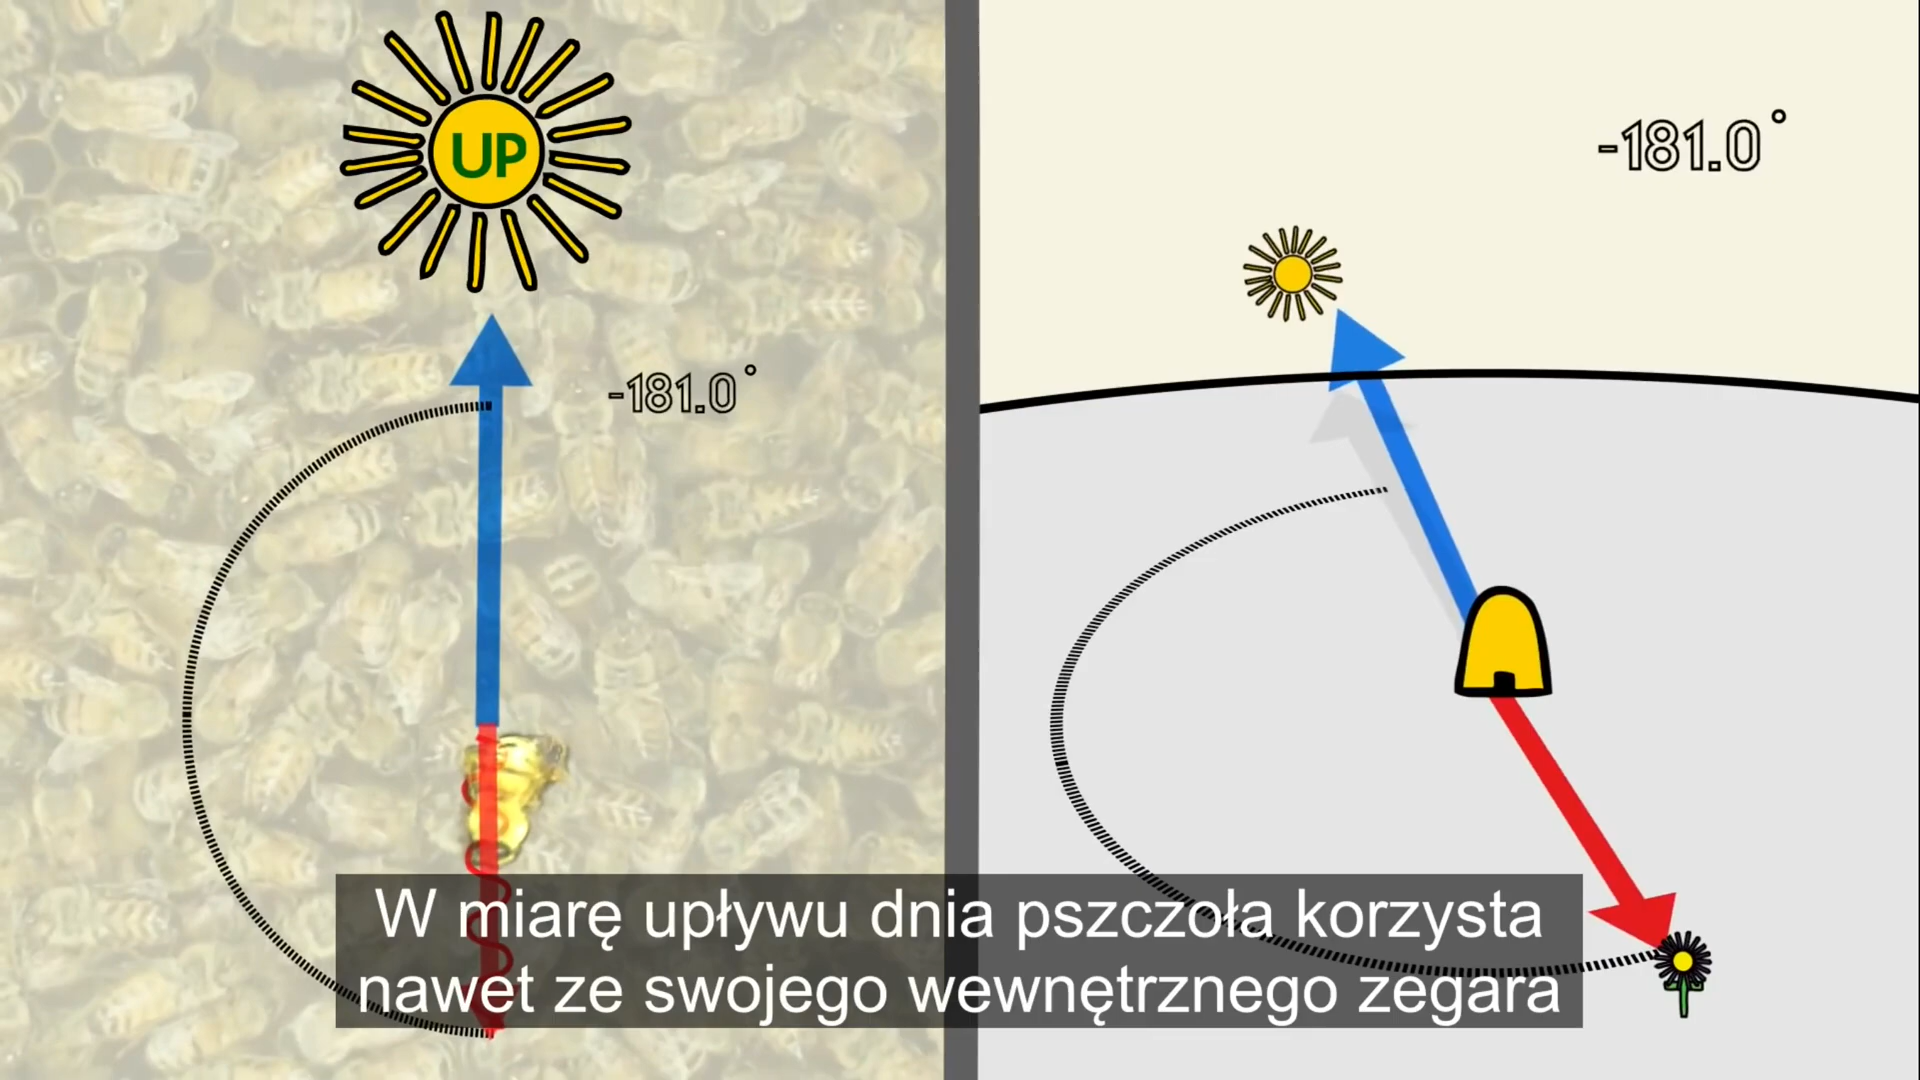 UP
-181.0°
-181.0°
W miarę upływu dnia pszczoła korzysta
nawet ze swojego wewnętrznego zegara